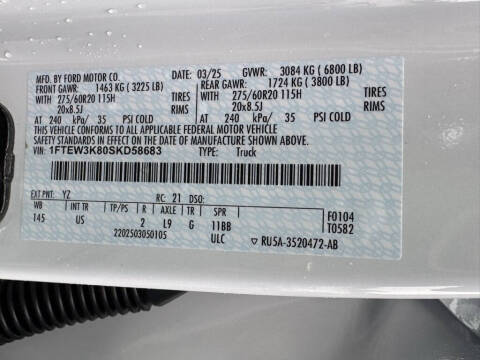 MFD. BY FORD MOTOR CO.
03/25 GVWR: 3084 KG ( 6800 LB)
FRONT GAWR: 1463 KG ( 3225 LB) REAR GAWR: 1724 KG ( 3800 LB)
WITH 275/60R20 115H TIRES WITH 275/60R20 115H TIRES
20x8.5J RIMS 20x8.5J RIMS
AT 240 kPa/ 35 PSI COLD AT 240 kPa/ 35 PSI COLD
THIS VEHICLE CONFORMS TO ALL APPLICABLE FEDERAL MOTOR VEHICLE
SAFETY STANDARDS IN EFFECT ON THE DATE OF MANUFACTURE SHOWN ABOVE.
VIN: 1FTEW3K80SKD58683 TYPE: Truck
EXT PNT: YZ RC: 21 DSO:
WB INT TR TP/PS R AXLE TR SPR F0104
145 US 2 L9 G 11BB T0582
2202503050105 ULC RU5A-3520472-AB